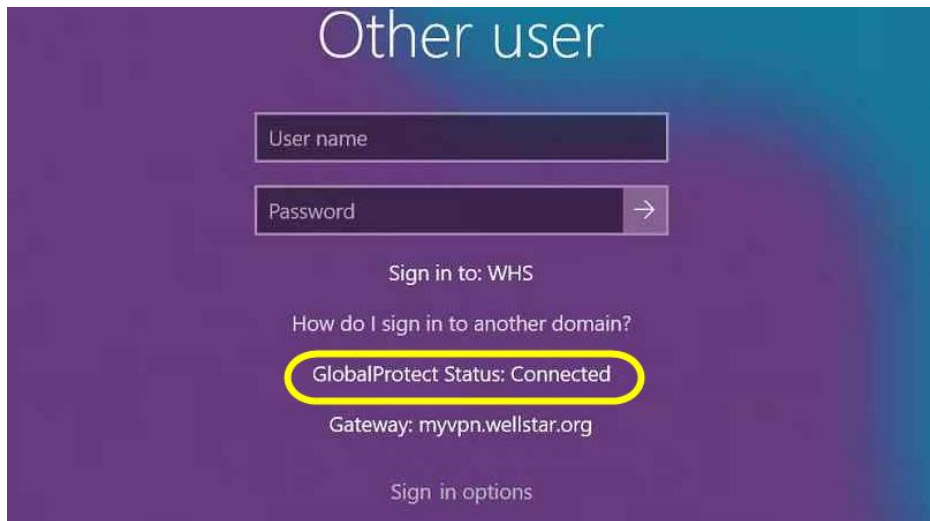 Other user
User name
Password
Sign in to: WHS
How do I sign in to another domain?
GlobalProtect Status: Connected
Gateway: myvpn.wellstar.org
Sign in options